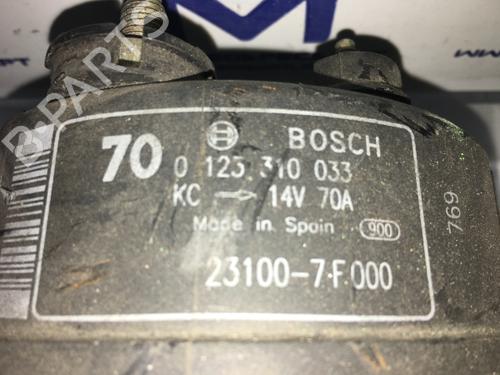 70 BOSCH
0 123 310 033
KC → 14V 70A
Made in Spain 900
23100-7F000
769
B-PARTS